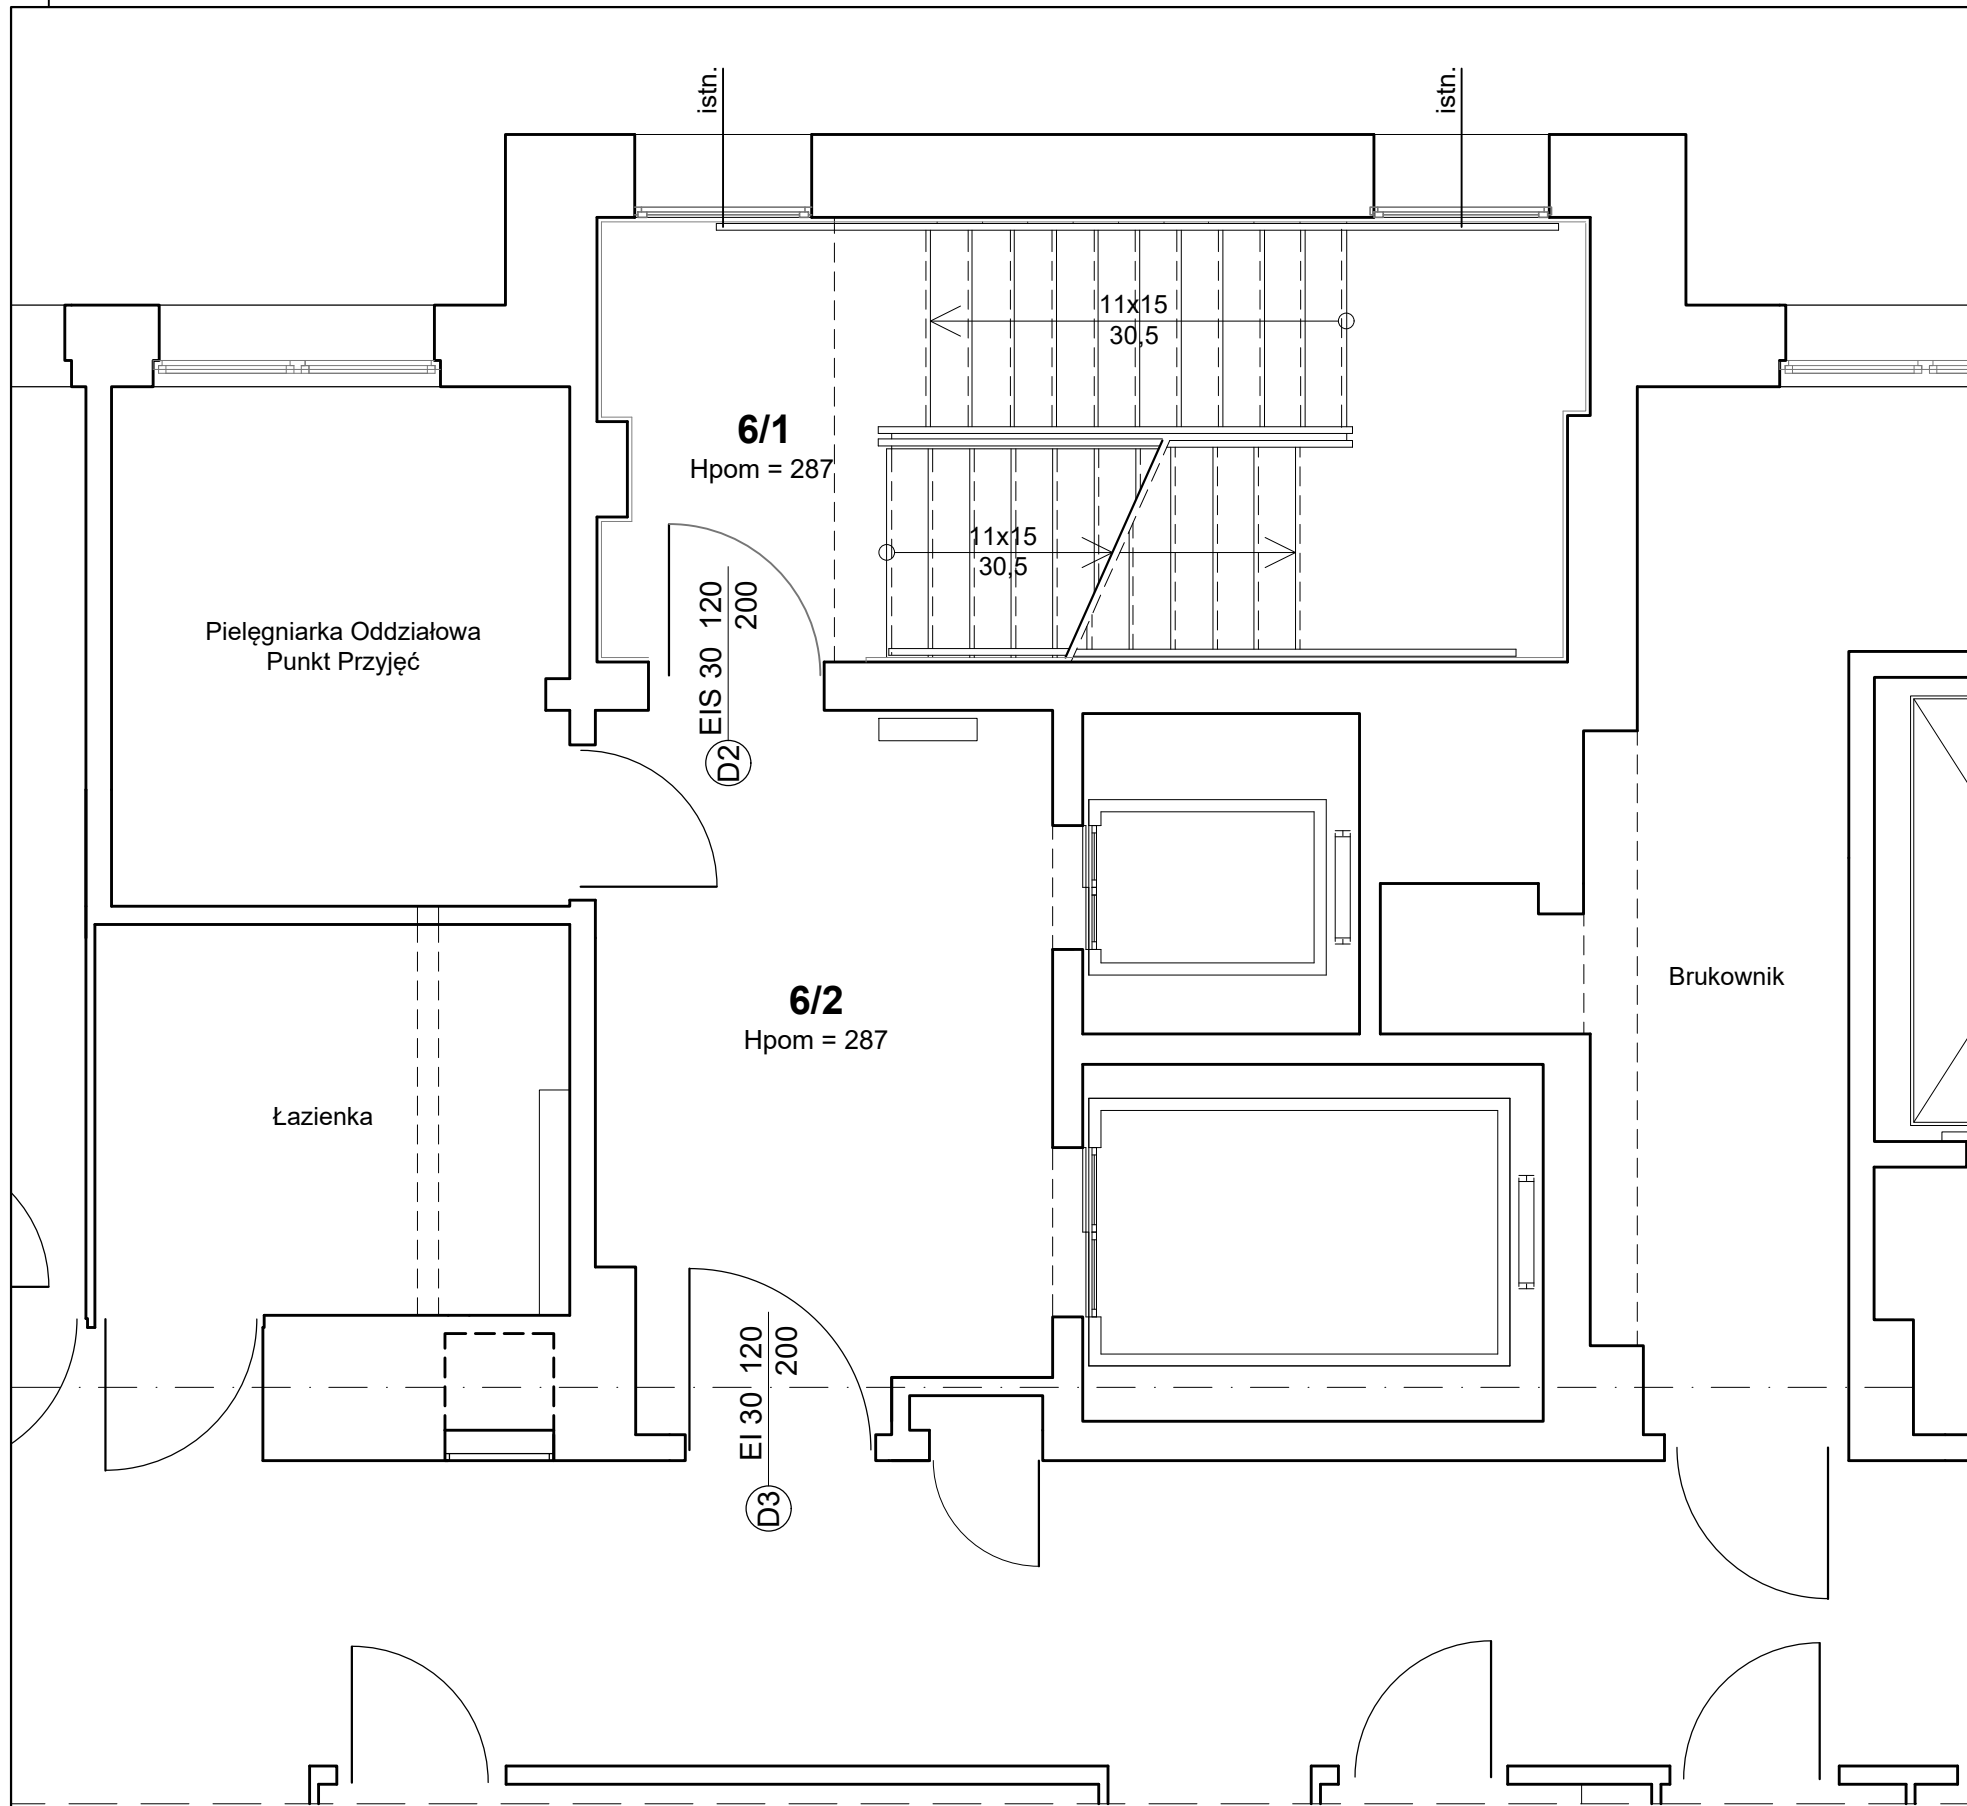 istn.
istn.
11x15
30,5
6/1
Hpom = 287
11x15
30,5
EIS 30 120
200
D2
Pielęgniarka Oddziałowa
Punkt Przyjęć
6/2
Hpom = 287
Brukownik
Łazienka
EI 30 120
200
D3